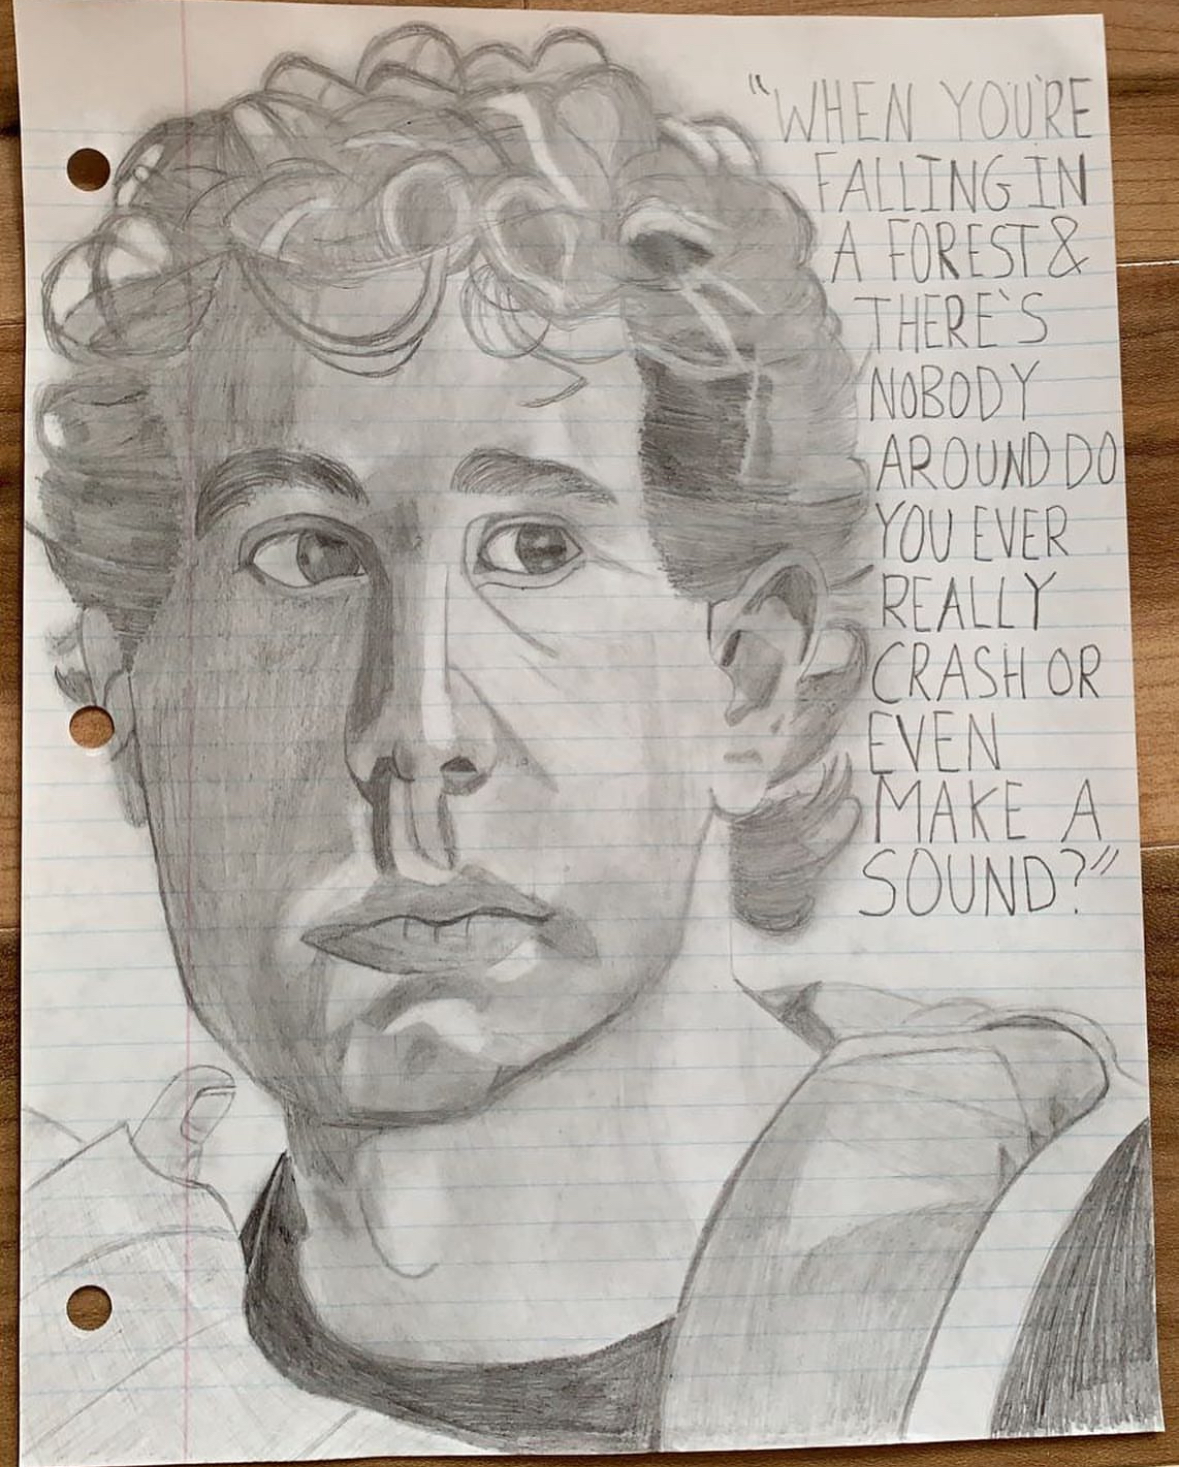 "WHEN YOU'RE
FALLING IN
A FOREST &
THERE'S
NOBODY
AROUND DO
YOU EVER
REALLY
CRASH OR
EVEN
MAKE A
SOUND?"